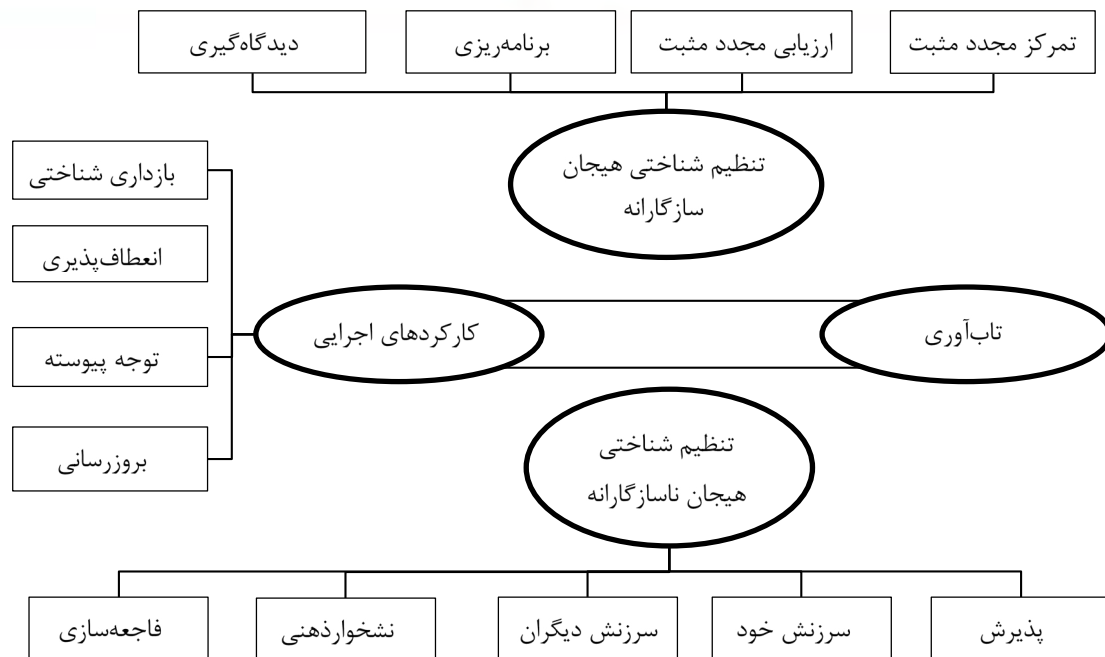 تمرکز مجدد مثبت
ارزیابی مجدد مثبت
برنامه‌ریزی
دیدگاه‌گیری
تنظیم شناختی هیجان
سازگارانه
بازداری شناختی
انعطاف‌پذیری
توجه پیوسته
بروزرسانی
تاب‌آوری
کارکردهای اجرایی
تنظیم شناختی
هیجان ناسازگارانه
پذیرش
سرزنش خود
سرزنش دیگران
نشخوارذهنی
فاجعه‌سازی